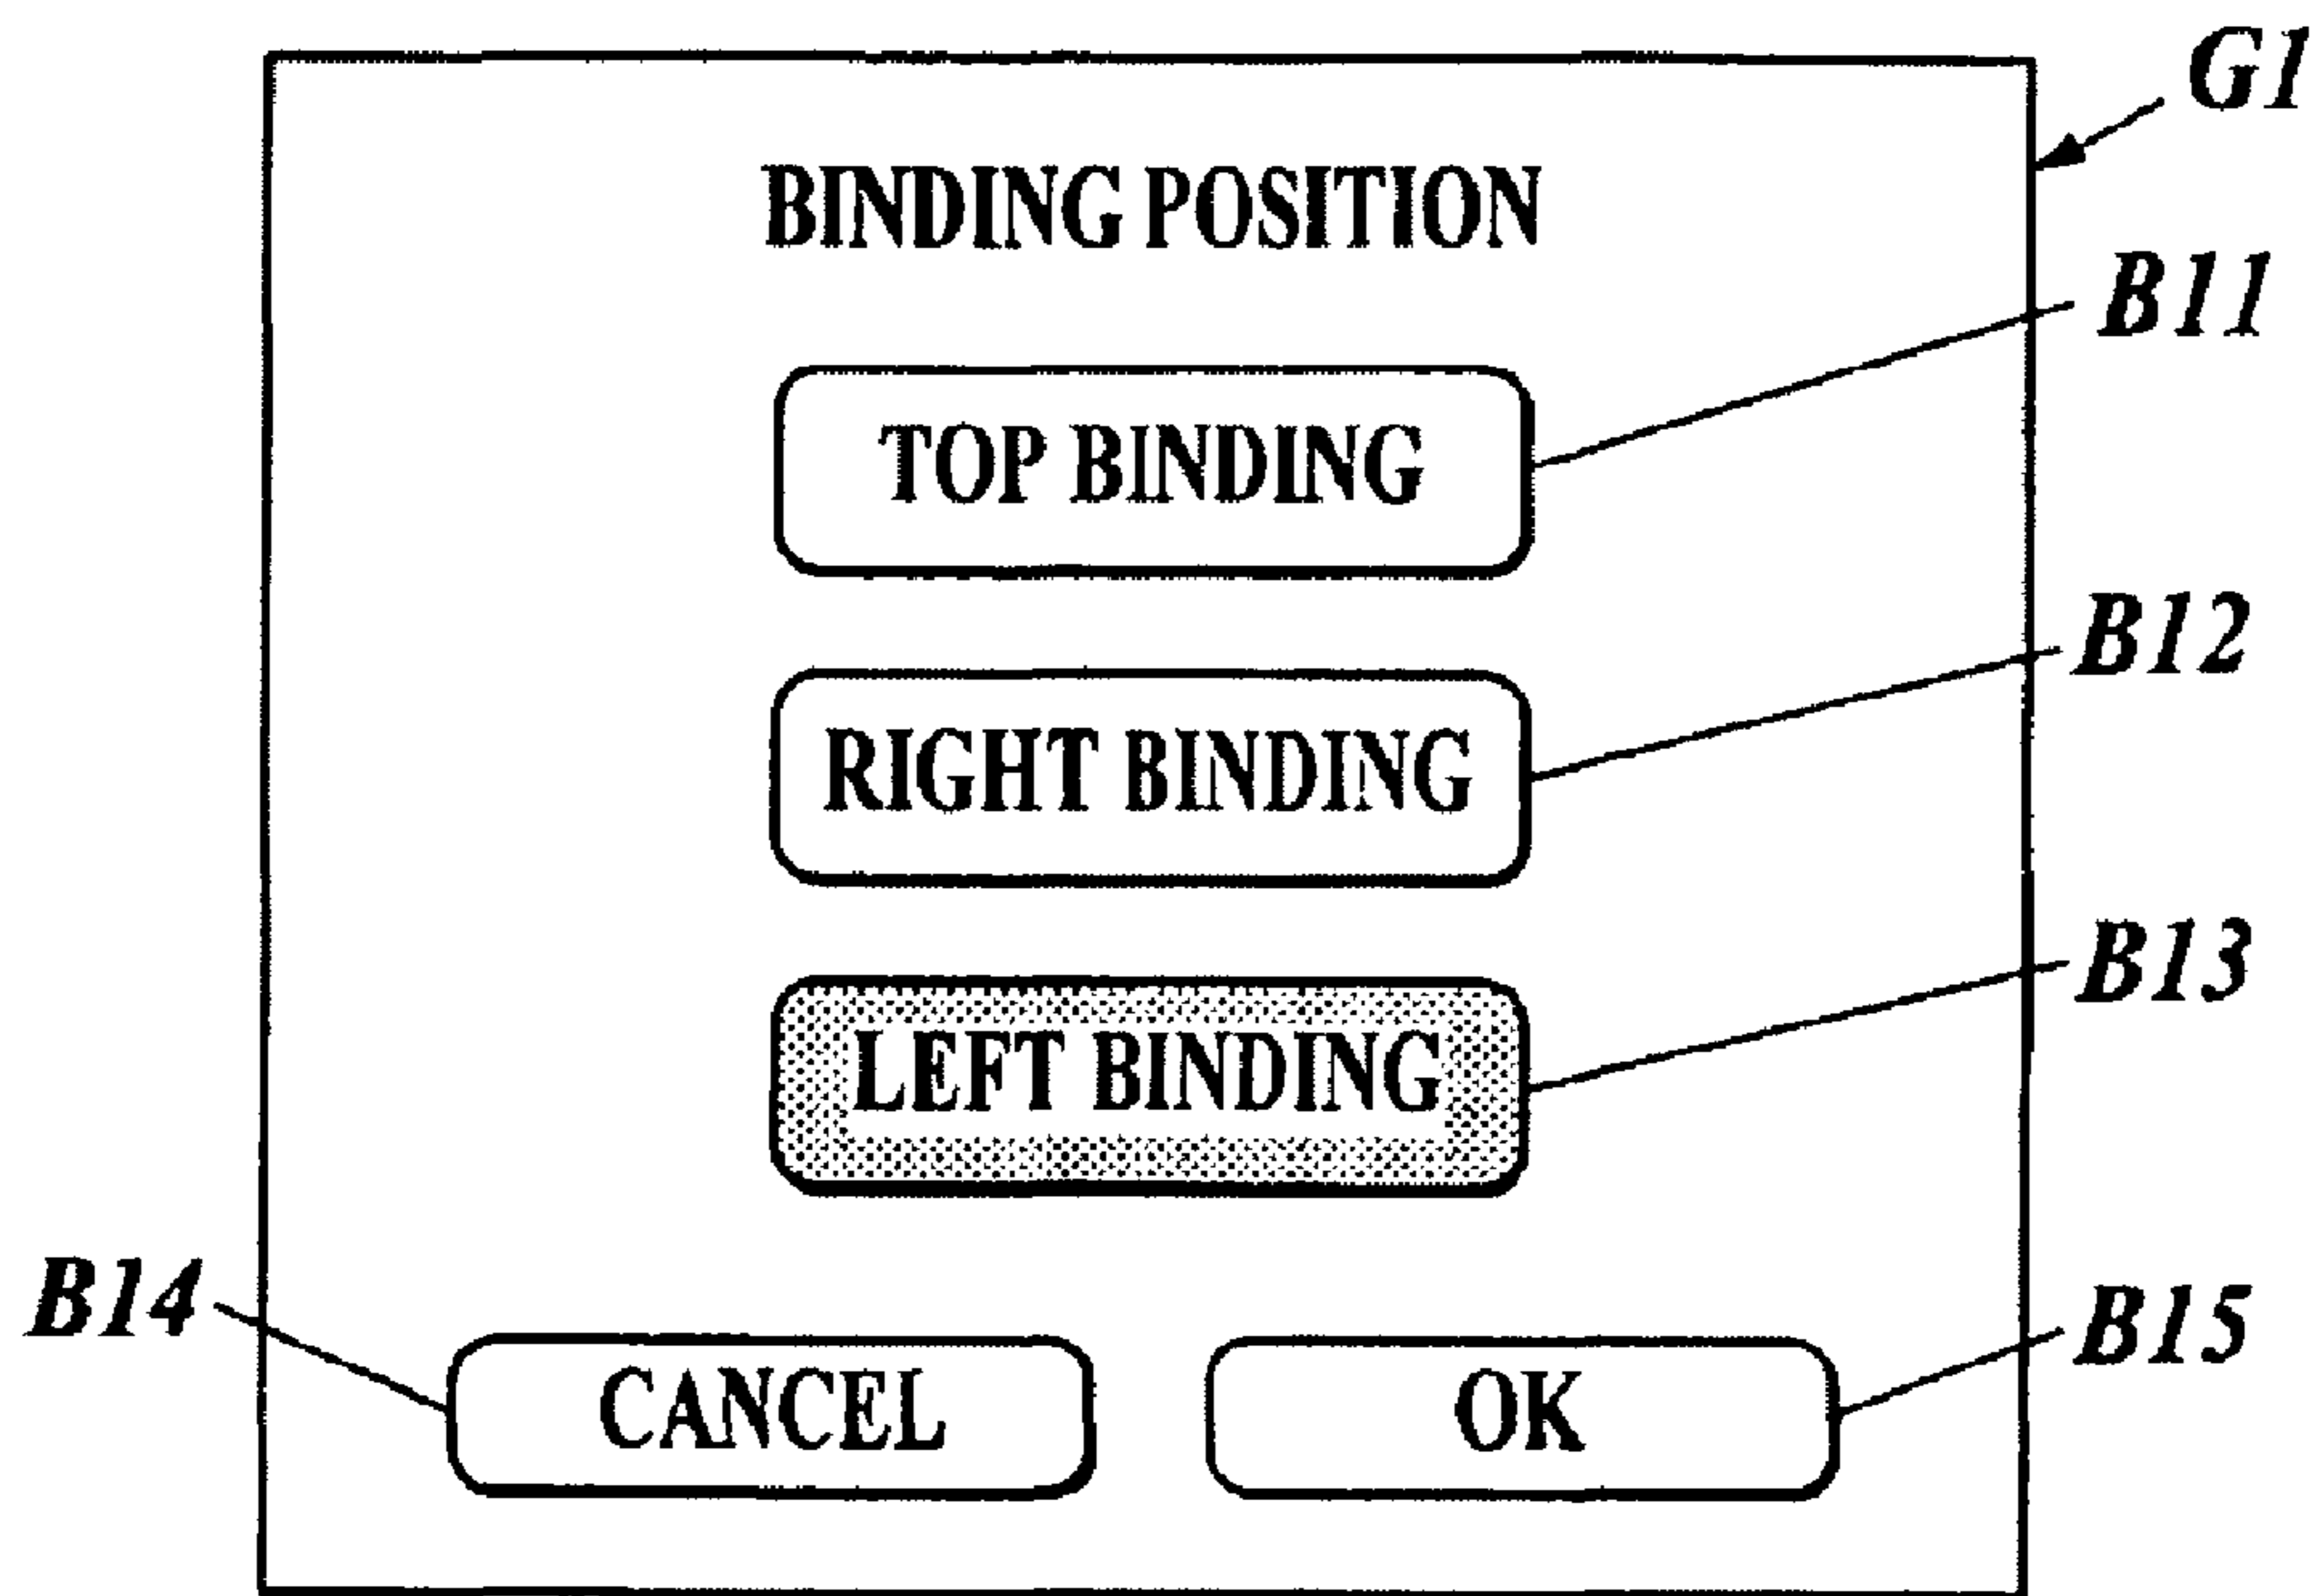 G1
BINDING POSITION
B11
TOP BINDING
B12
RIGHT BINDING
B13
LEFT BINDING
B14
B15
CANCEL
OK